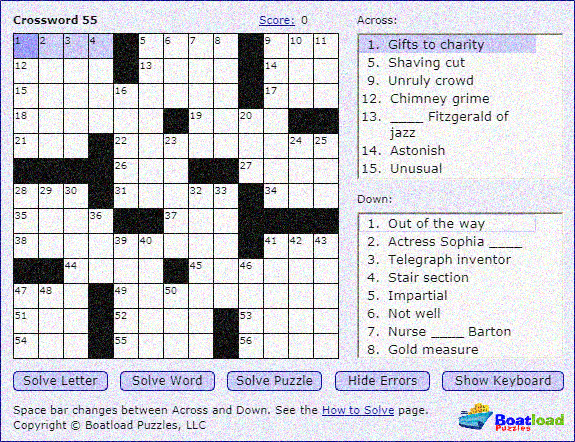 Crossword 55
Score: 0
1 2 3 4 5 6 7 8 9 10 11
12 13 14
15 16 17
18 19 20
21 22 23 24 25
26 27
28 29 30 31 32 33 34
35 36 37
38 39 40 41 42 43
44 45 46
47 48 49 50
51 52 53
54 55 56
Across:
1. Gifts to charity
5. Shaving cut
9. Unruly crowd
12. Chimney grime
13. ____ Fitzgerald of
jazz
14. Astonish
15. Unusual
Down:
1. Out of the way
2. Actress Sophia ____
3. Telegraph inventor
4. Stair section
5. Impartial
6. Not well
7. Nurse ____ Barton
8. Gold measure
Solve Letter Solve Word Solve Puzzle Hide Errors Show Keyboard
Space bar changes between Across and Down. See the How to Solve page.
Copyright © Boatload Puzzles, LLC
Boatload
Puzzles